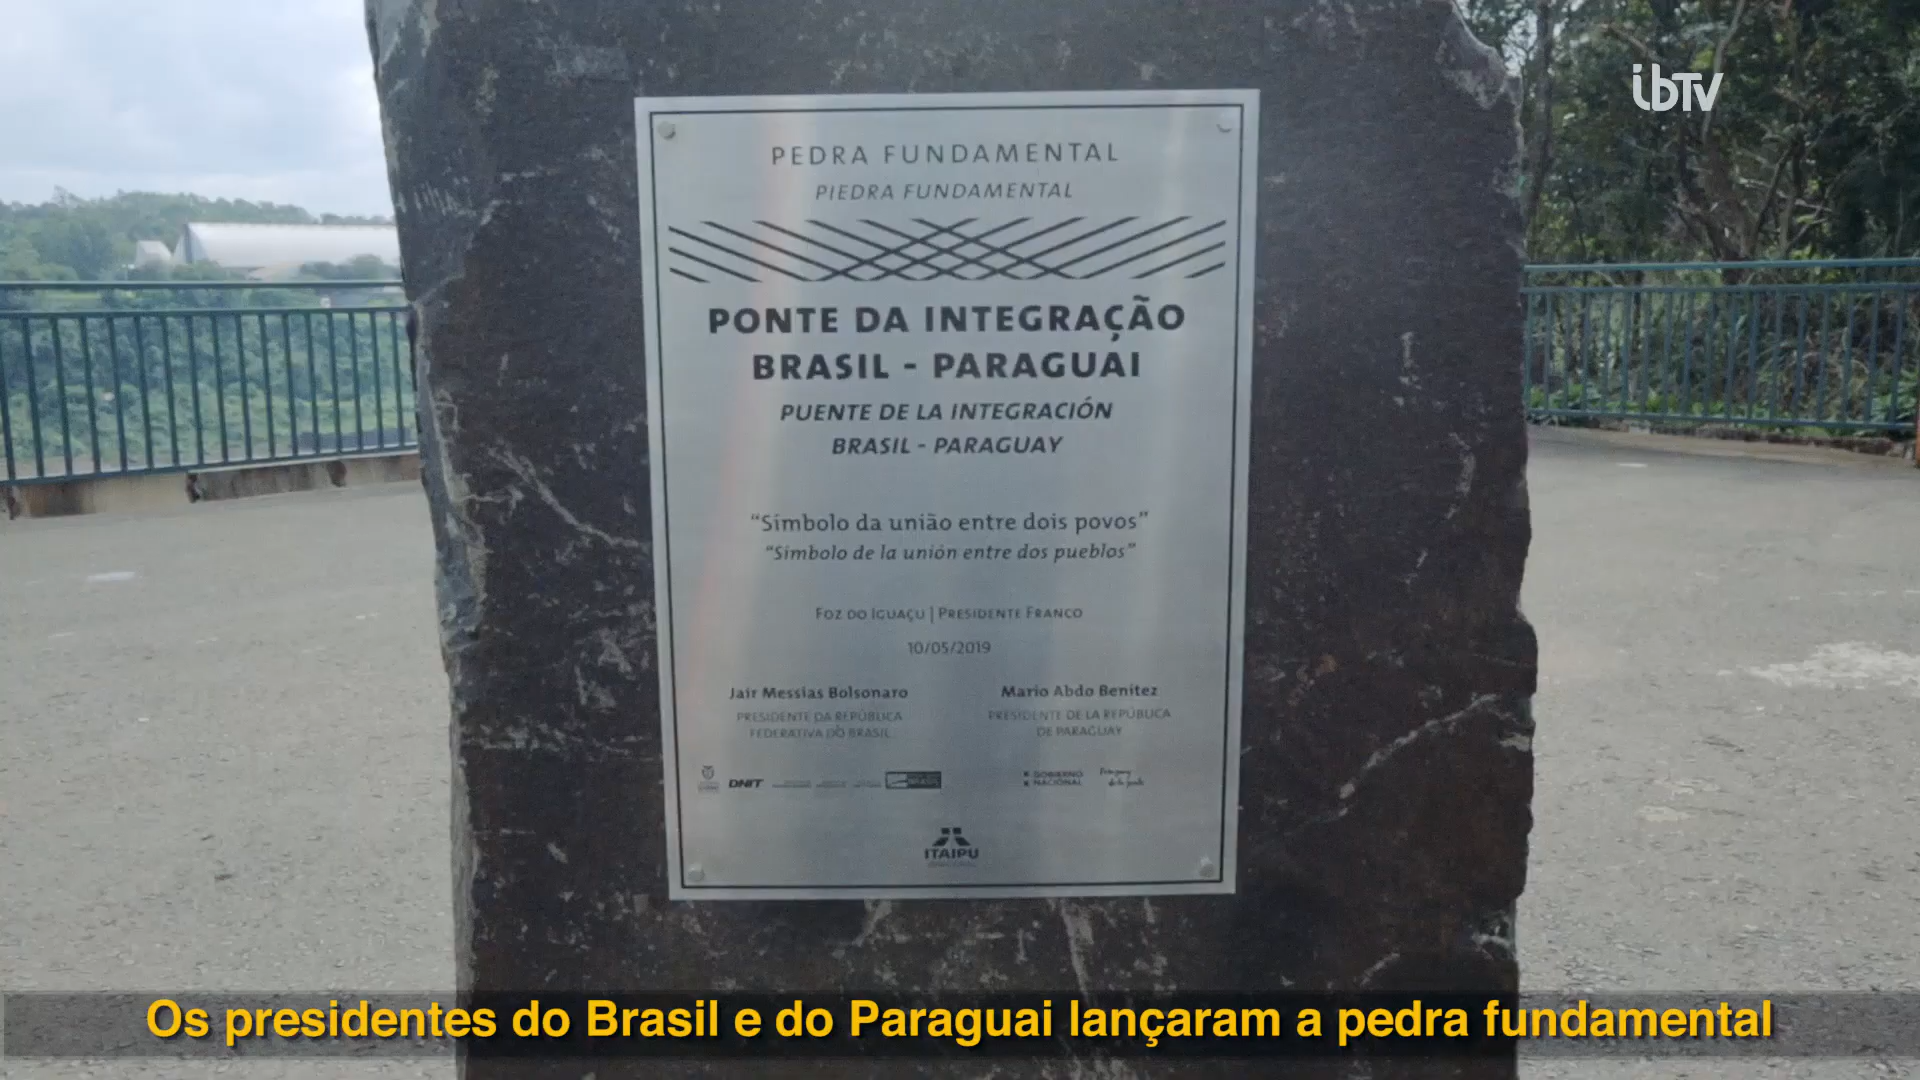 ibTV
PEDRA FUNDAMENTAL
PIEDRA FUNDAMENTAL
PONTE DA INTEGRAÇÃO
BRASIL - PARAGUAI
PUENTE DE LA INTEGRACIÓN
BRASIL - PARAGUAY
“Símbolo da união entre dois povos”
“Símbolo de la unión entre dos pueblos”
FOZ DO IGUAÇU | PRESIDENTE FRANCO
10/05/2019
Jair Messias Bolsonaro
PRESIDENTE DA REPÚBLICA
FEDERATIVA DO BRASIL
Mario Abdo Benítez
PRESIDENTE DE LA REPÚBLICA
DE PARAGUAY
DNIT
GOBIERNO
NACIONAL
ITAIPU
Os presidentes do Brasil e do Paraguai lançaram a pedra fundamental